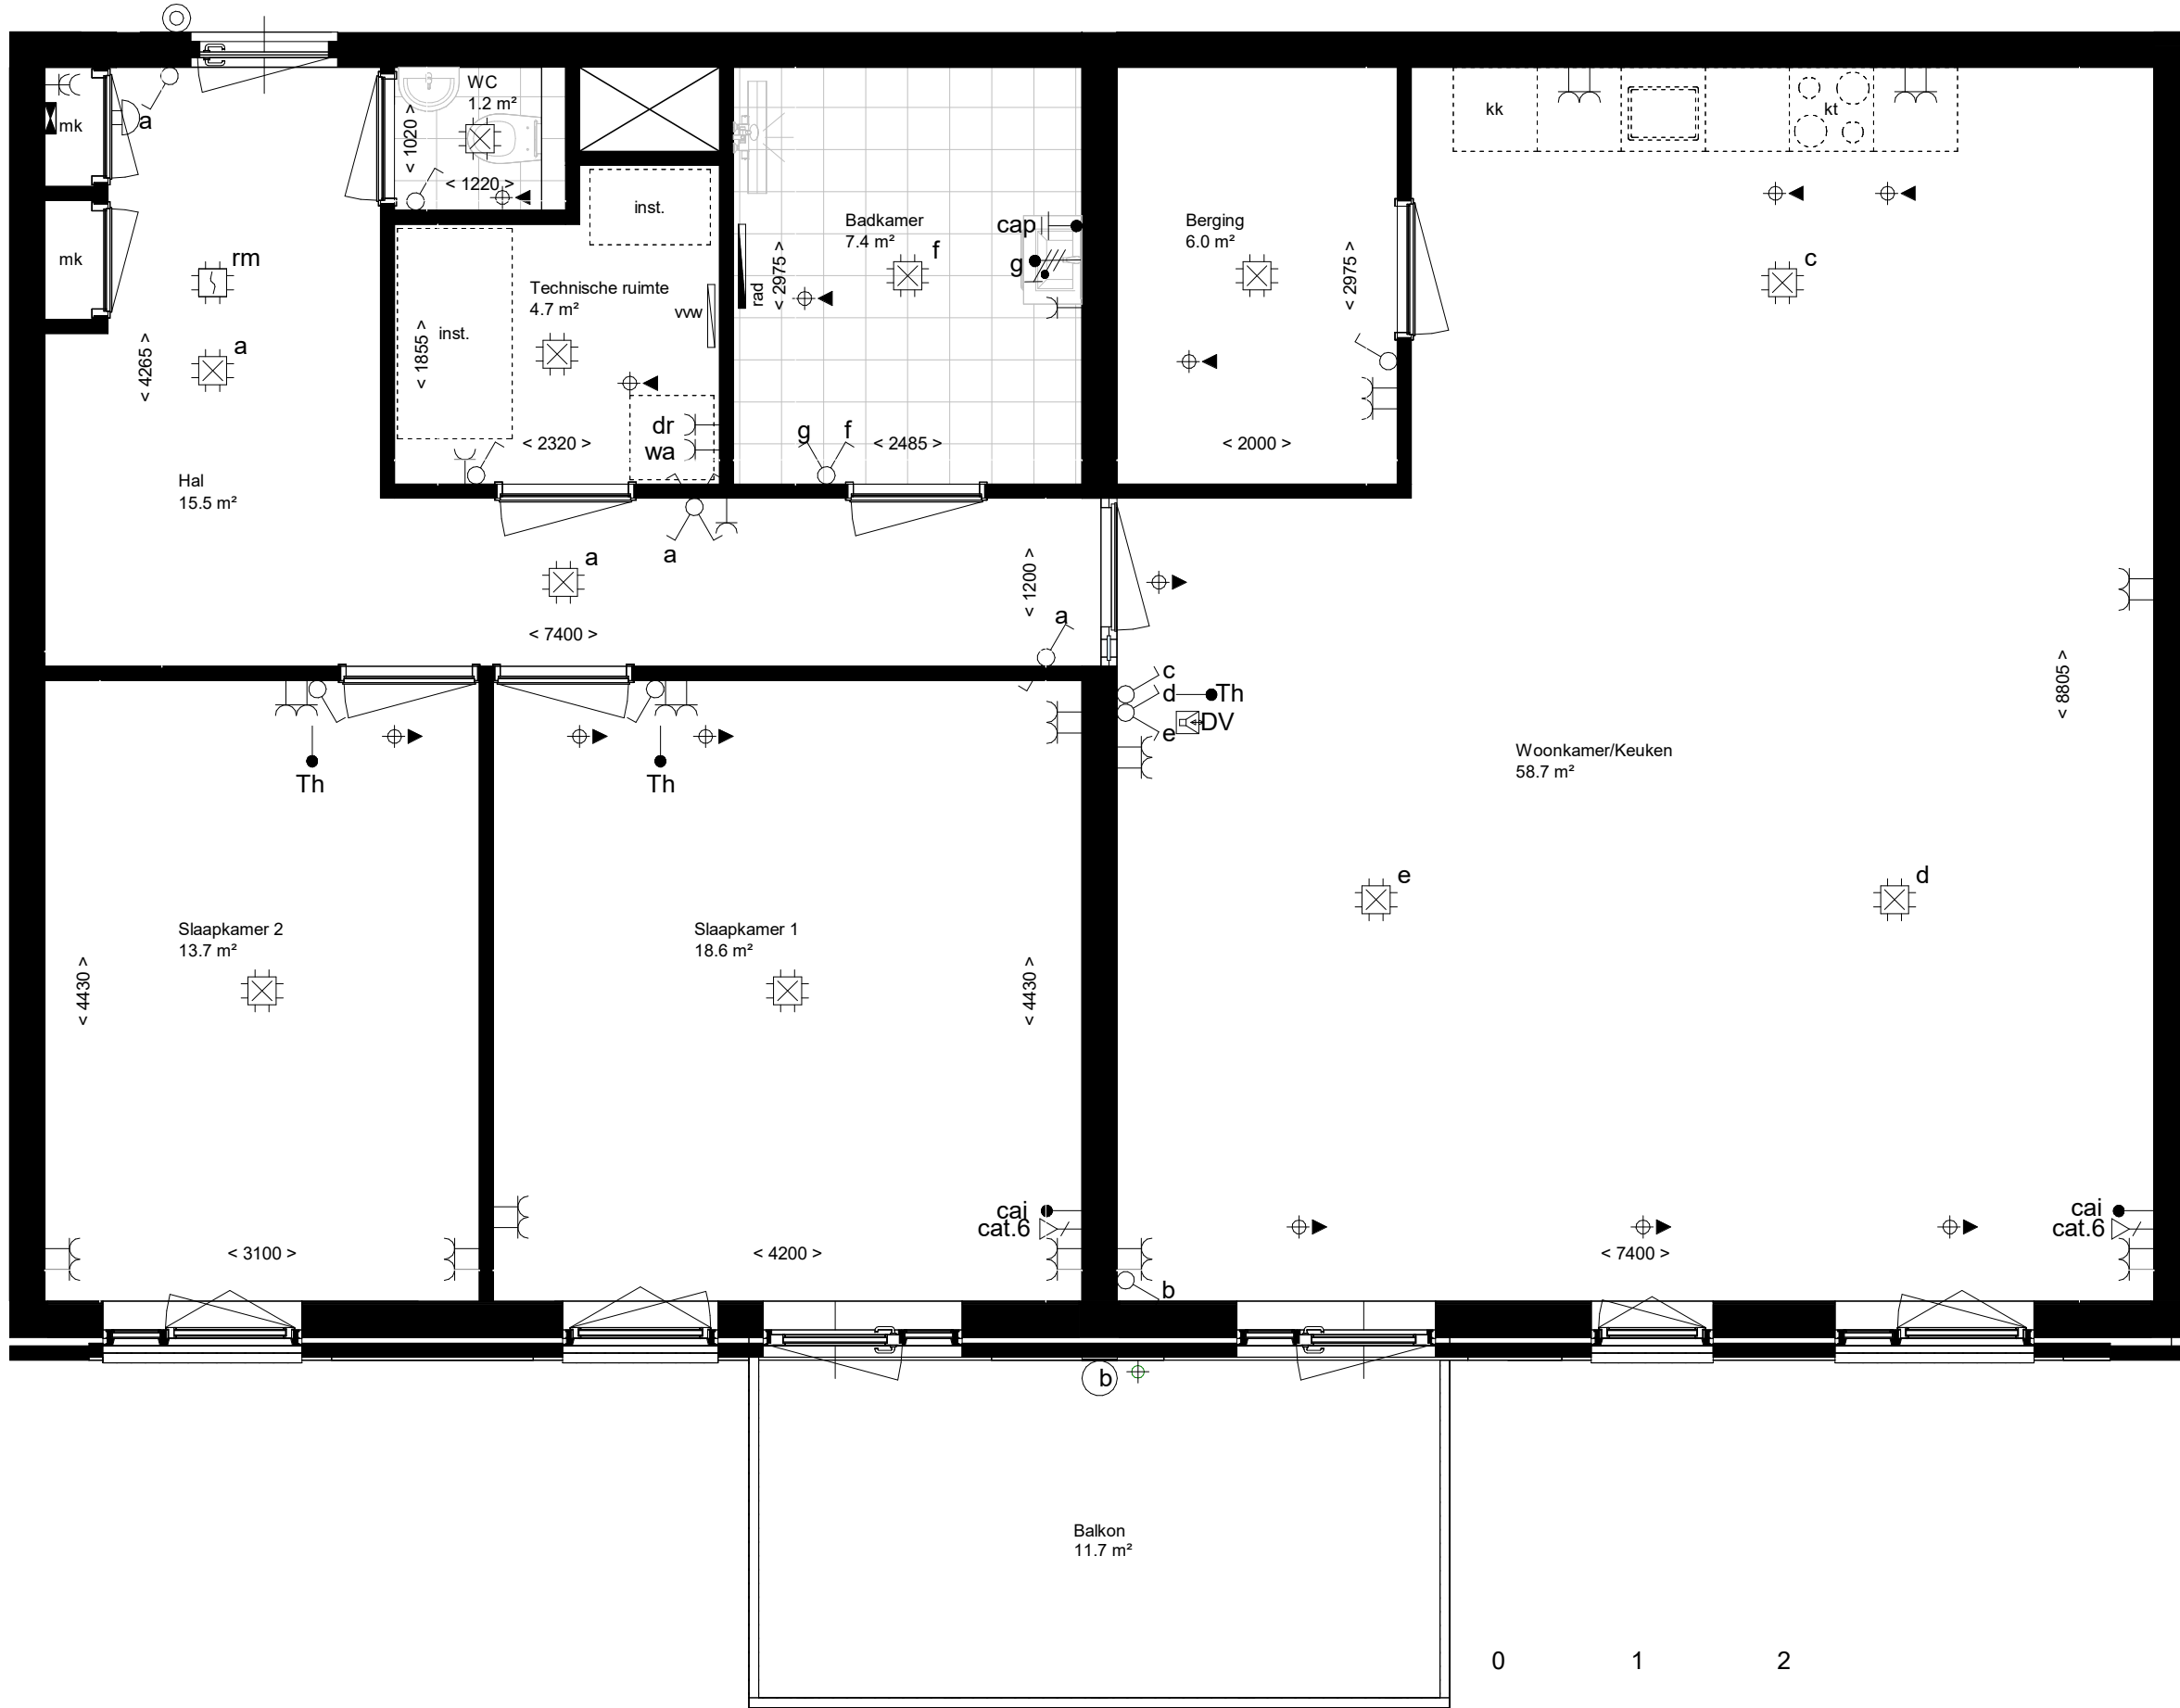 WC
1.2 m²
< 1020 >
< 1220 >
mk
a
mk
rm
a
< 4265 >
Hal
15.5 m²
inst.
inst.
Technische ruimte
4.7 m²
vvw
< 1855 >
< 2320 >
dr
wa
Badkamer
7.4 m²
f
cap
g
rad
< 2975 >
g
f
< 2485 >
Berging
6.0 m²
< 2975 >
< 2000 >
kk
kt
c
a
a
< 7400 >
< 1200 >
a
c
d
Th
DV
e
< 8805 >
Woonkamer/Keuken
58.7 m²
Th
Th
e
d
Slaapkamer 2
13.7 m²
< 4430 >
< 3100 >
Slaapkamer 1
18.6 m²
< 4430 >
cai
cat.6
< 4200 >
cai
cat.6
< 7400 >
b
b
Balkon
11.7 m²
0 1 2